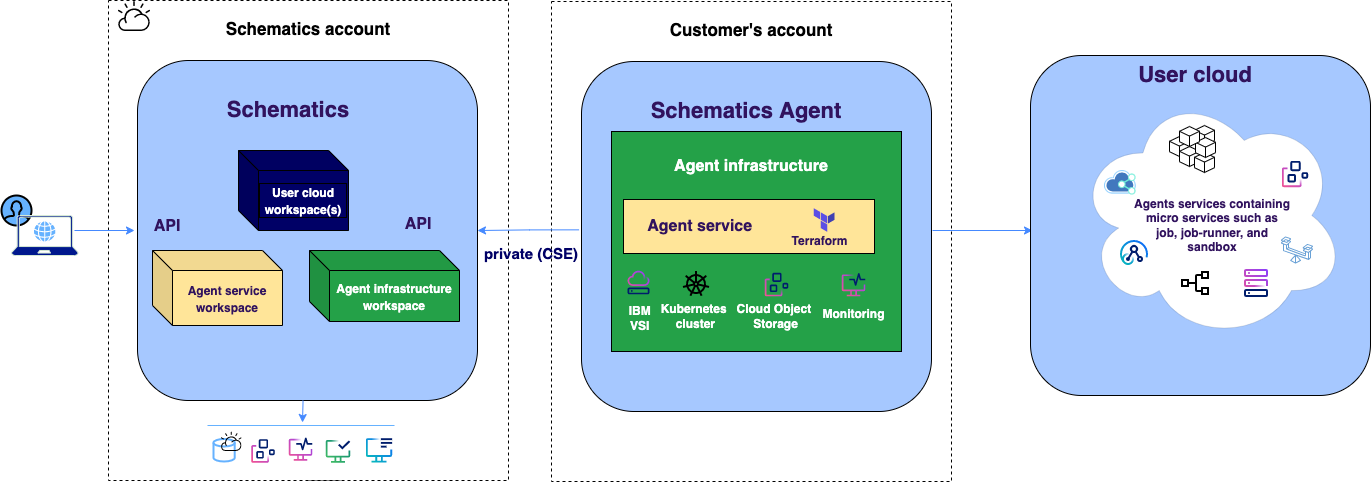 Schematics account
Schematics
User cloud
workspace(s)
API
API
Agent service
workspace
Agent infrastructure
workspace
private (CSE)
Customer's account
Schematics Agent
Agent infrastructure
Agent service
Terraform
IBM
VSI
Kubernetes
cluster
Cloud Object
Storage
Monitoring
User cloud
Agents services containing
micro services such as
job, job-runner, and
sandbox